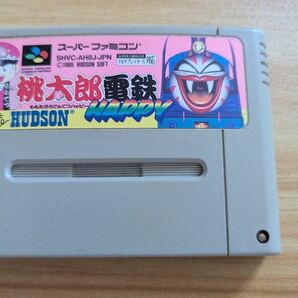 スーパーファミコン
SHVC-AHBJ-JPN
©1996 HUDSON SOFT
桃太郎電鉄
ももたろうでんてつハッピー
HAPPY
HUDSON